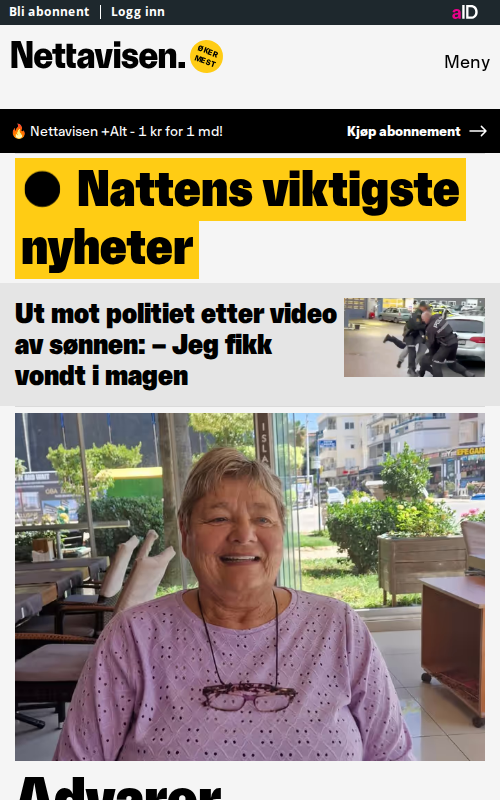 Bli abonnent | Logg inn
aID
Nettavisen.
ØKER
MEST
Meny
Nettavisen +Alt - 1 kr for 1 md!
Kjøp abonnement
Nattens viktigste
nyheter
Ut mot politiet etter video
av sønnen: – Jeg fikk
vondt i magen
Advarer